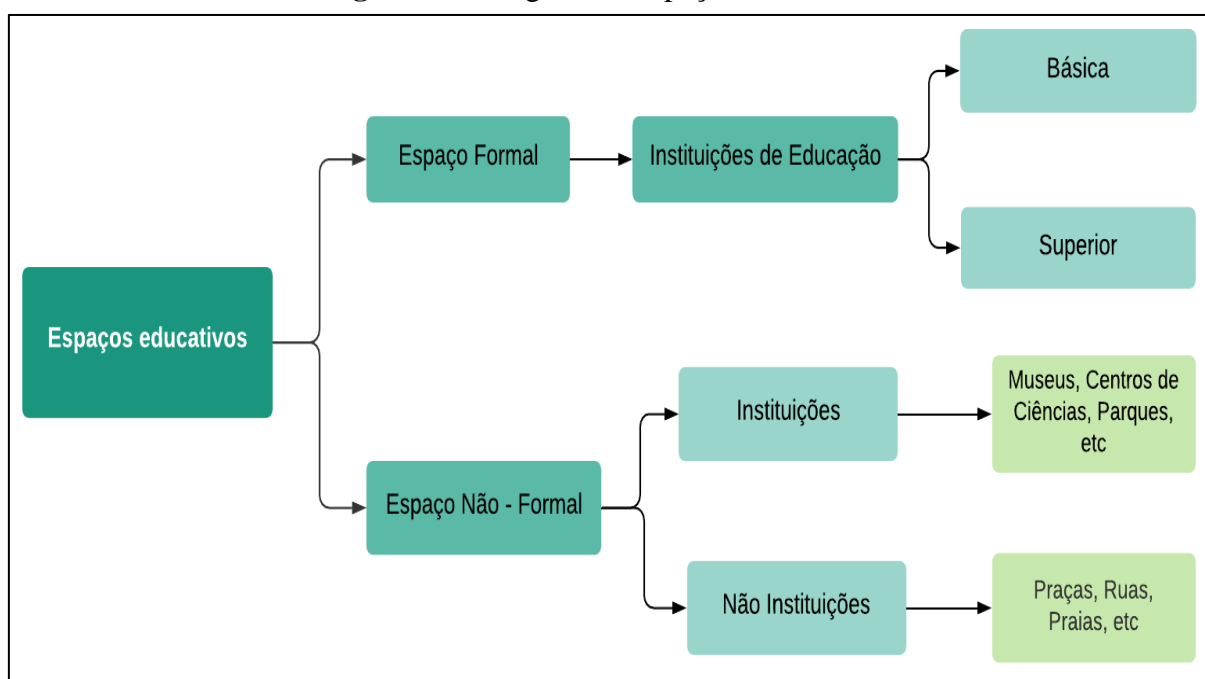 Básica
Espaço Formal
Instituições de Educação
Superior
Espaços educativos
Museus, Centros de
Ciências, Parques,
etc
Instituições
Espaço Não - Formal
Não Instituições
Praças, Ruas,
Praias, etc